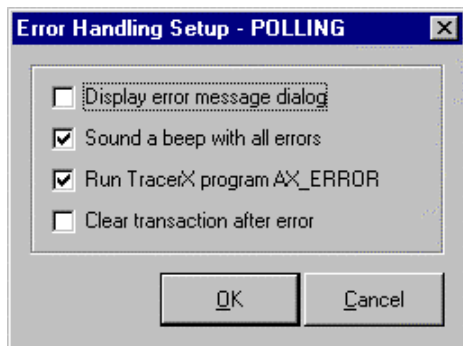 Error Handling Setup - POLLING
Display error message dialog
Sound a beep with all errors
Run TracerX program AX_ERROR
Clear transaction after error
OK
Cancel